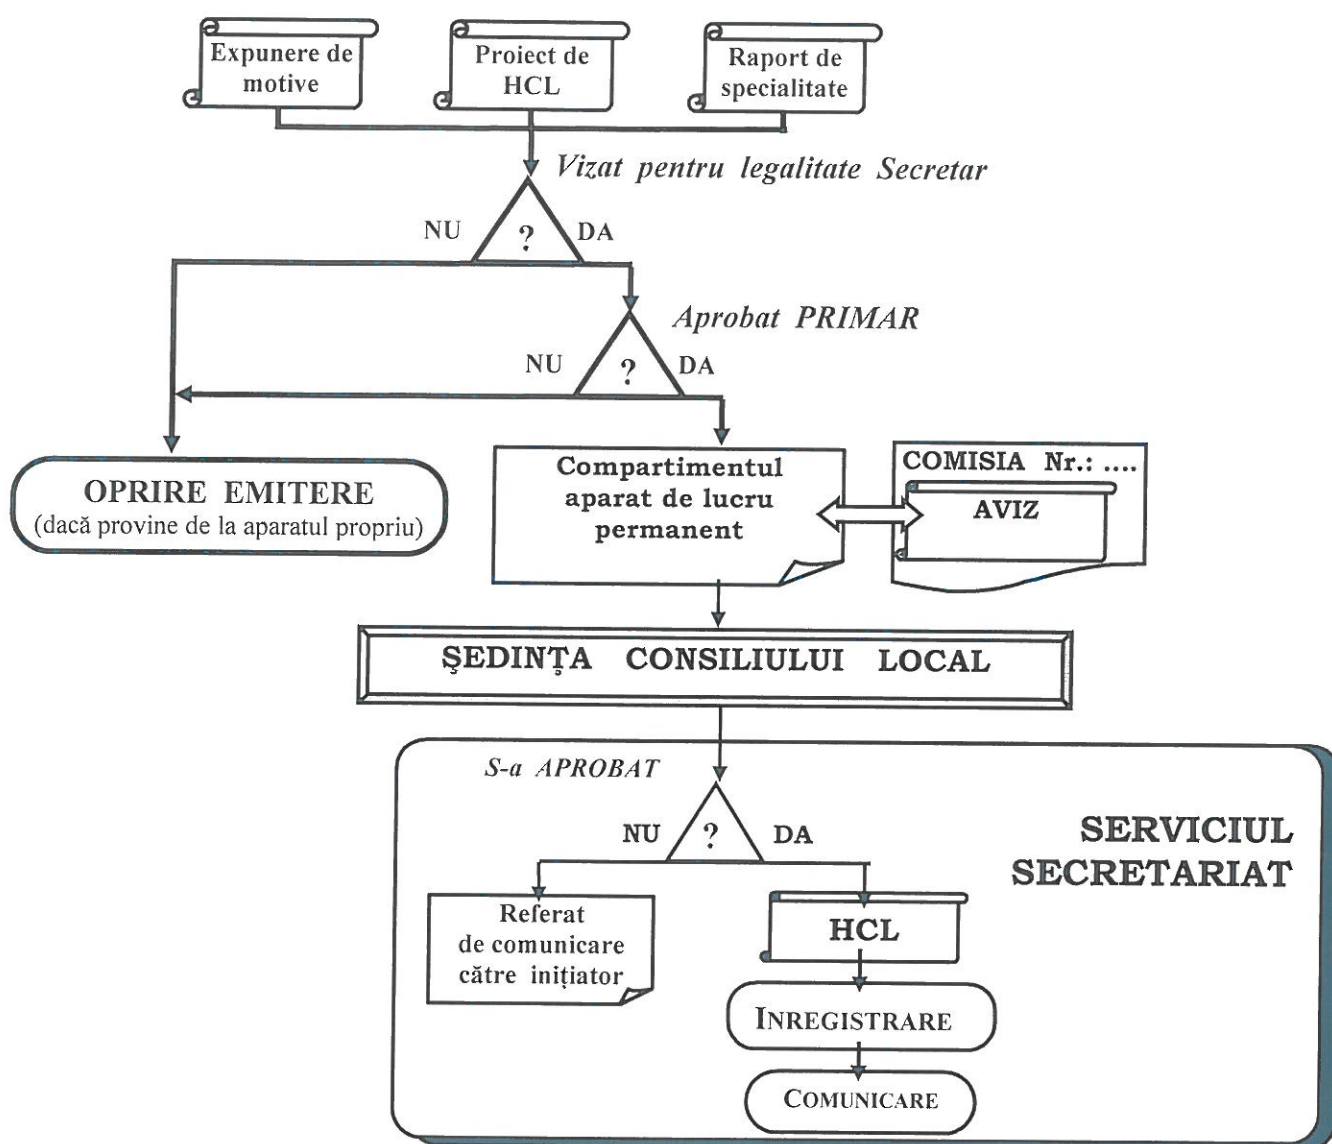 Expunere de
motive
Proiect de
HCL
Raport de
specialitate
Vizat pentru legalitate Secretar
NU
?
DA
Aprobat PRIMAR
NU
?
DA
OPRIRE EMITERE
(dacă provine de la aparatul propriu)
Compartimentul
aparat de lucru
permanent
COMISIA Nr.: ....
AVIZ
ŞEDINŢA CONSILIULUI LOCAL
S-a APROBAT
NU
?
DA
SERVICIUL
SECRETARIAT
Referat
de comunicare
către iniţiator
HCL
INREGISTRARE
COMUNICARE